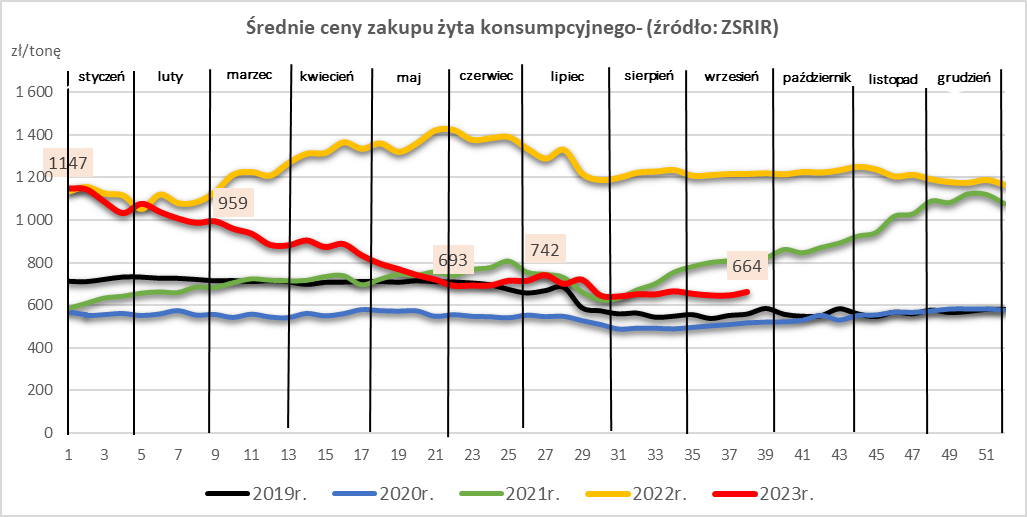 Średnie ceny zakupu żyta konsumpcyjnego- (źródło: ZSRIR)
zł/tonę
styczeń luty marzec kwiecień maj czerwiec lipiec sierpień wrzesień październik listopad grudzień
1 600
1 400
1 200
1 000
800
600
400
200
0
1147
959
693
742
664
1 3 5 7 9 11 13 15 17 19 21 23 25 27 29 31 33 35 37 39 41 43 45 47 49 51
2019r. 2020r. 2021r. 2022r. 2023r.